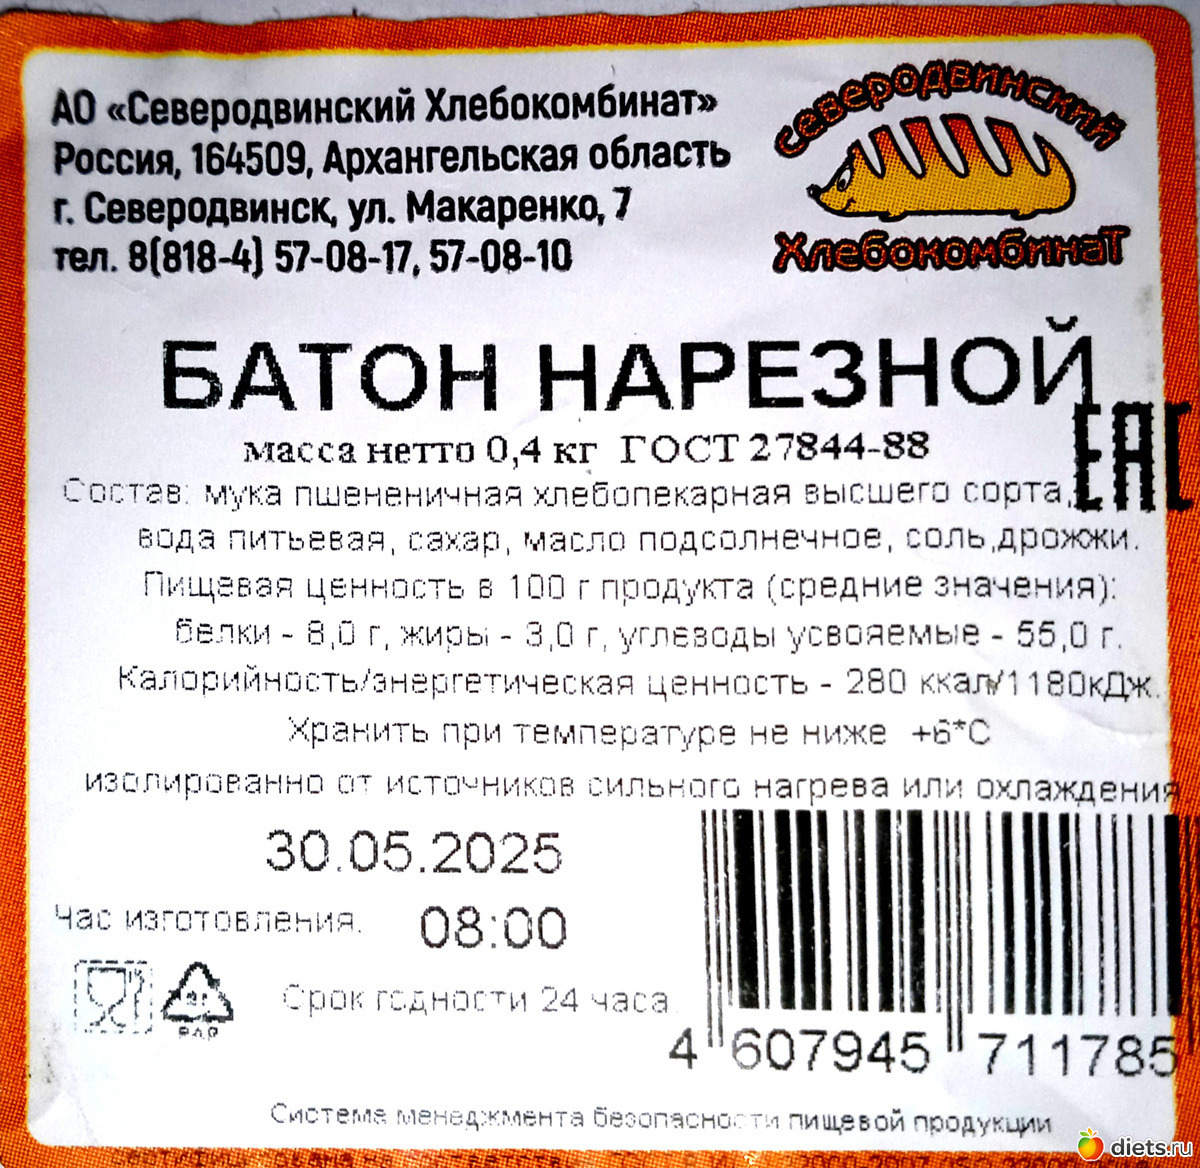 АО «Северодвинский Хлебокомбинат»
Россия, 164509, Архангельская область
г. Северодвинск, ул. Макаренко, 7
тел. 8(818-4) 57-08-17, 57-08-10
Северодвинский
Хлебокомбинат
БАТОН НАРЕЗНОЙ
масса нетто 0,4 кг ГОСТ 27844-88
ЕАС
Состав: мука пшененичная хлебопекарная высшего сорта,
вода питьевая, сахар, масло подсолнечное, соль,дрожжи.
Пищевая ценность в 100 г продукта (средние значения):
белки - 8,0 г, жиры - 3,0 г, углеводы усвояемые - 55,0 г.
Калорийность/энергетическая ценность - 280 ккал/1180кДж.
Хранить при температуре не ниже +6*С
изолированно от источников сильного нагрева или охлаждения
30.05.2025
Час изготовления. 08:00
Срок годности 24 часа.
PAP
4 607945 711785
Система менеджмента безопасности пищевой продукции
diets.ru